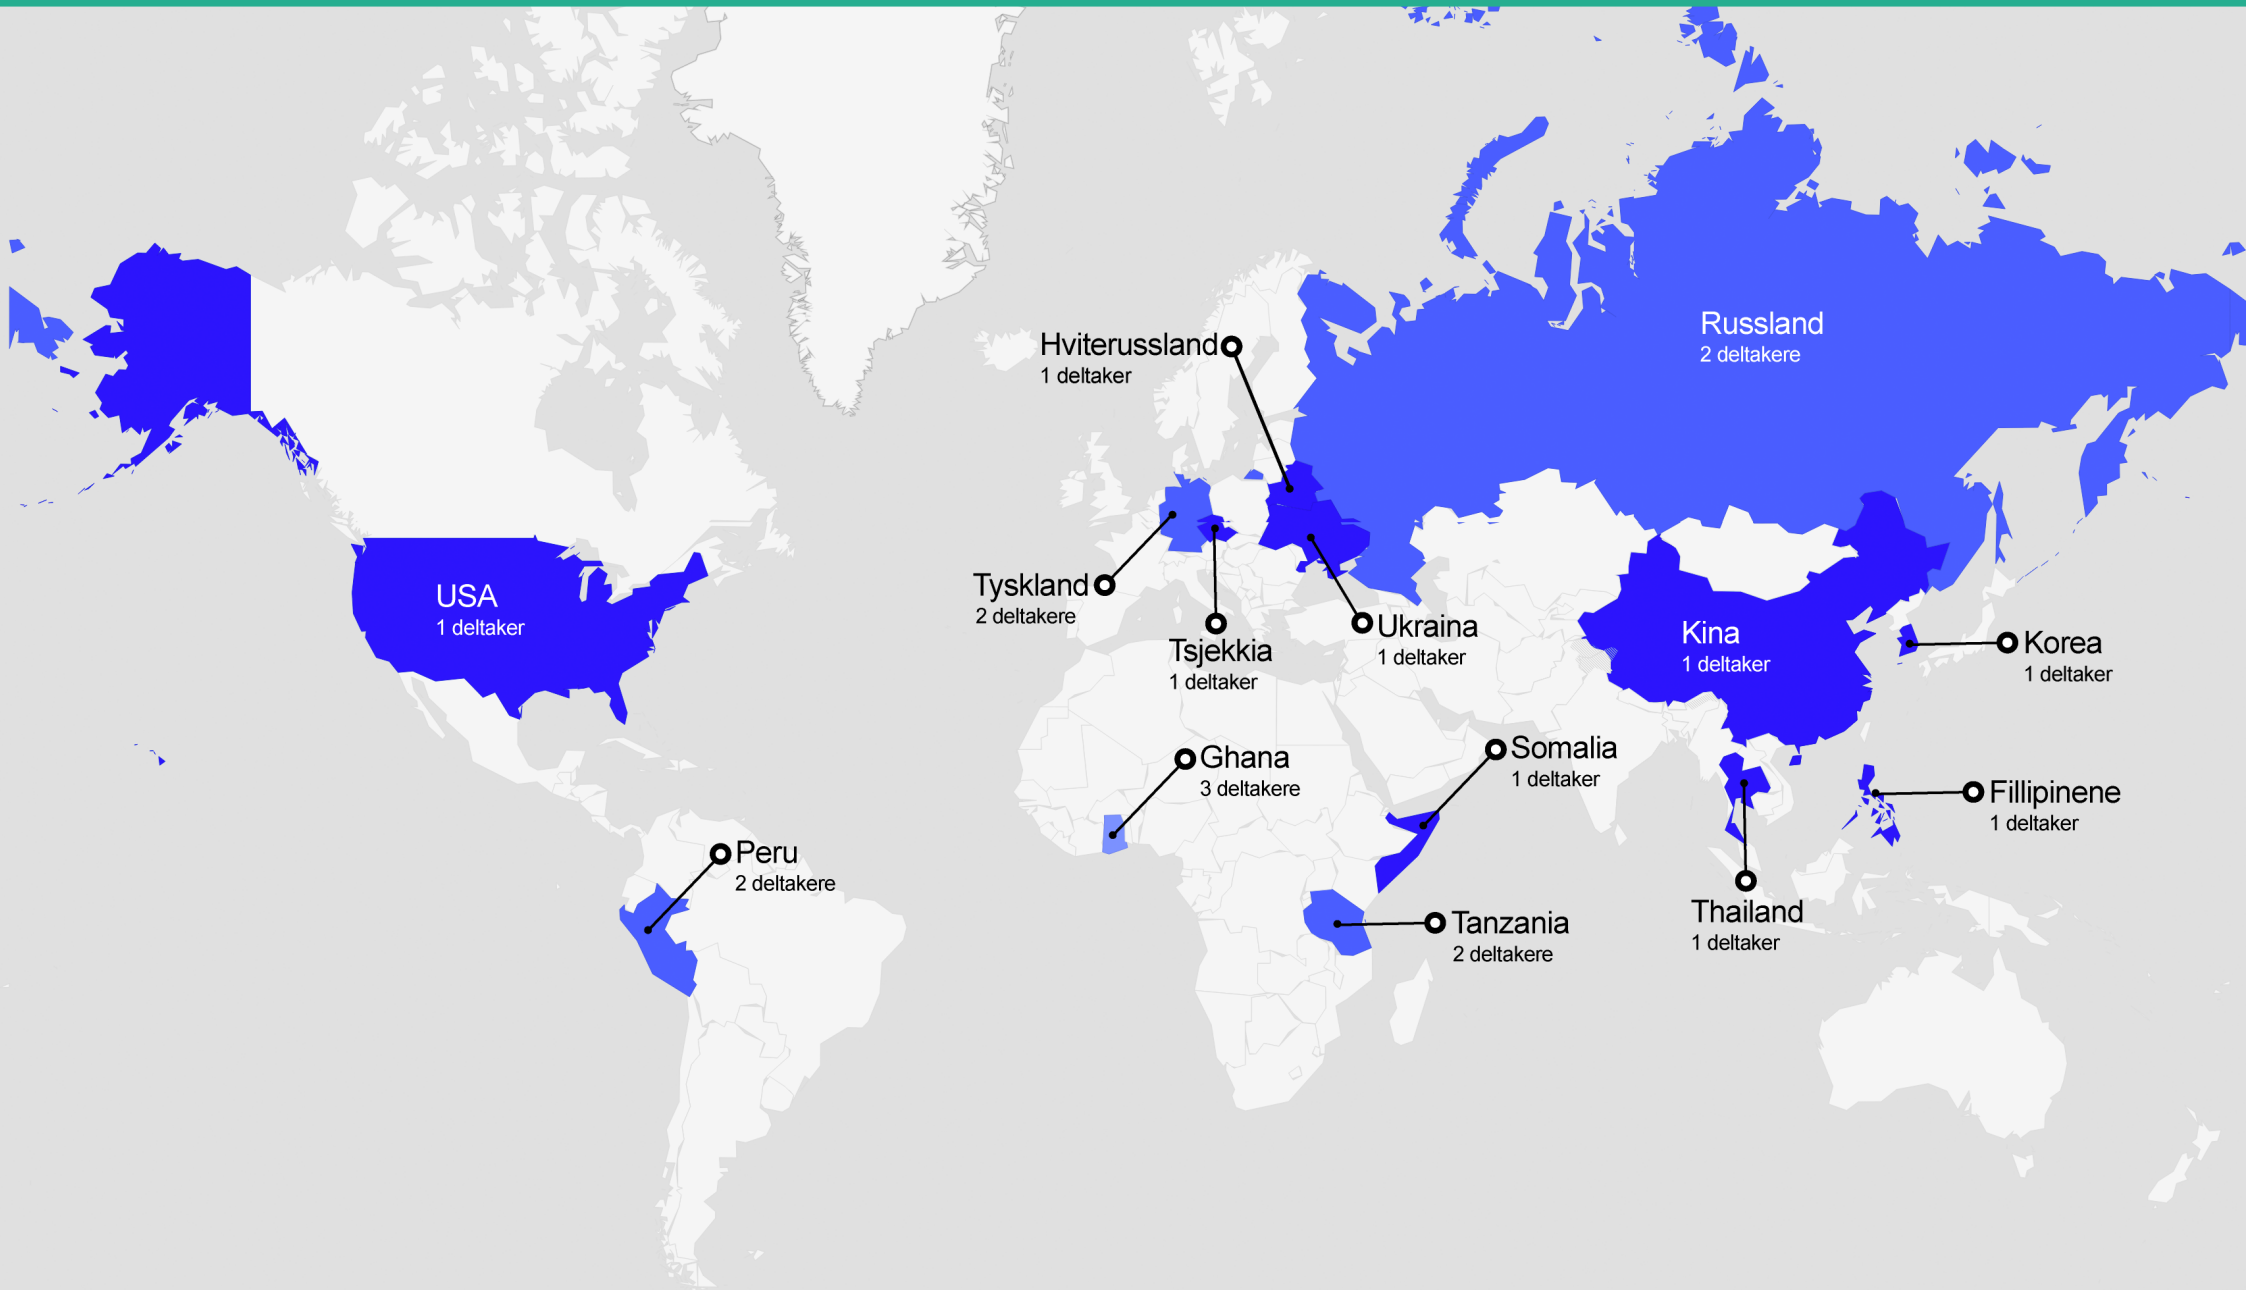 Russland
2 deltakere
Hviterussland
1 deltaker
USA
1 deltaker
Tyskland
2 deltakere
Tsjekkia
1 deltaker
Ukraina
1 deltaker
Kina
1 deltaker
Korea
1 deltaker
Ghana
3 deltakere
Somalia
1 deltaker
Fillipinene
1 deltaker
Peru
2 deltakere
Tanzania
2 deltakere
Thailand
1 deltaker